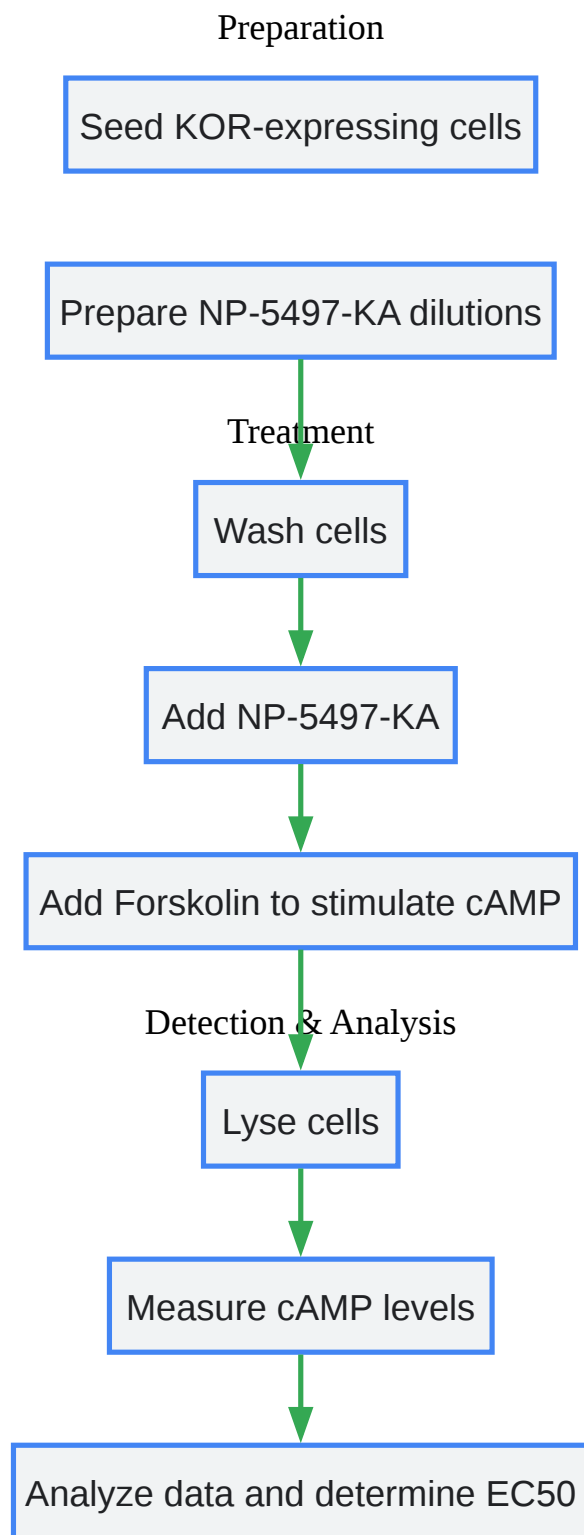 Preparation
Seed KOR-expressing cells
Prepare NP-5497-KA dilutions
Treatment
Wash cells
Add NP-5497-KA
Add Forskolin to stimulate cAMP
Detection & Analysis
Lyse cells
Measure cAMP levels
Analyze data and determine EC50